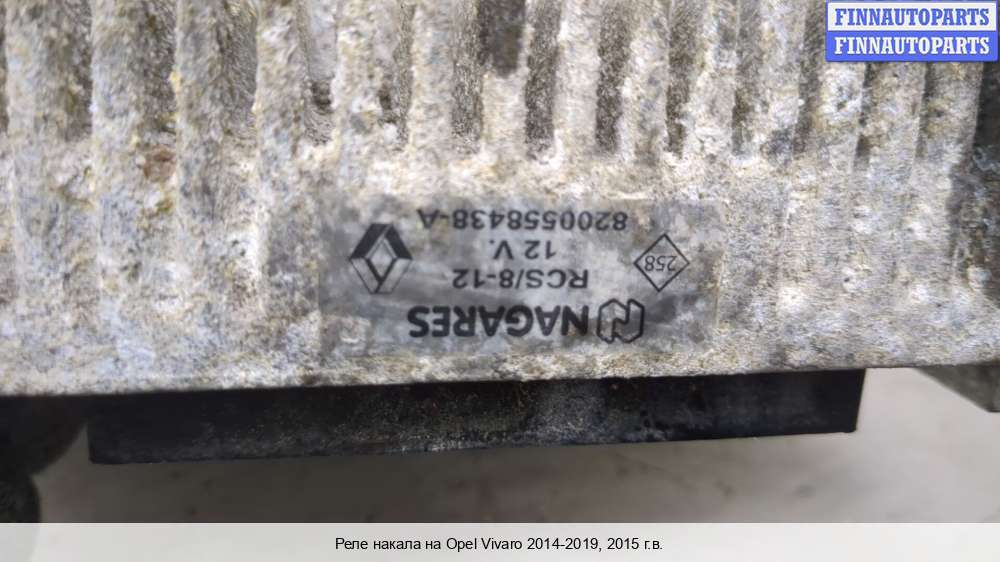 FINNAUTOPARTS
FINNAUTOPARTS
NAGARES
RCS/8-12
12 V.
8200558438-A
258
Реле накала на Opel Vivaro 2014-2019, 2015 г.в.